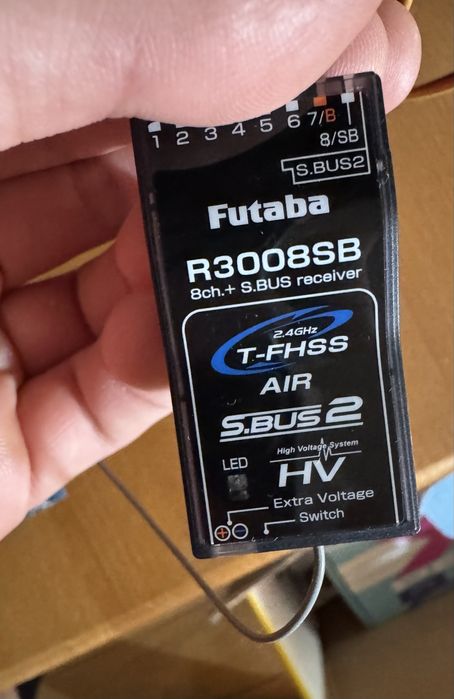 1 2 3 4 5 6 7/B
8/SB
S.BUS2
Futaba
R3008SB
8ch.+ S.BUS receiver
2.4GHz
T-FHSS
AIR
S.BUS2
High Voltage System
HV
LED
Extra Voltage
Switch
+ -